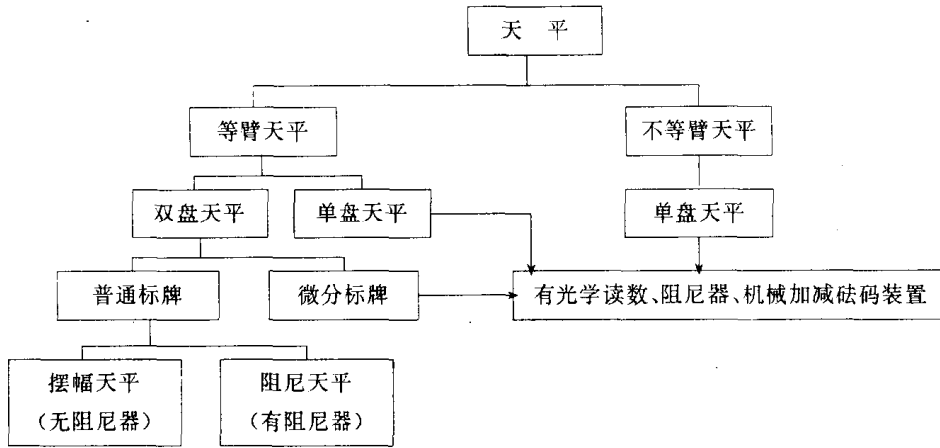 天 平
等臂天平
不等臂天平
双盘天平
单盘天平
单盘天平
普通标牌
微分标牌
有光学读数、阻尼器、机械加减砝码装置
摆幅天平
（无阻尼器）
阻尼天平
（有阻尼器）